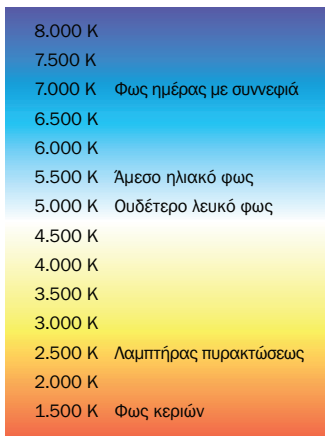 8.000 K
7.500 K
7.000 K Φως ημέρας με συννεφιά
6.500 K
6.000 K
5.500 K Άμεσο ηλιακό φως
5.000 K Ουδέτερο λευκό φως
4.500 K
4.000 K
3.500 K
3.000 K
2.500 K Λαμπτήρας πυρακτώσεως
2.000 K
1.500 K Φως κεριών